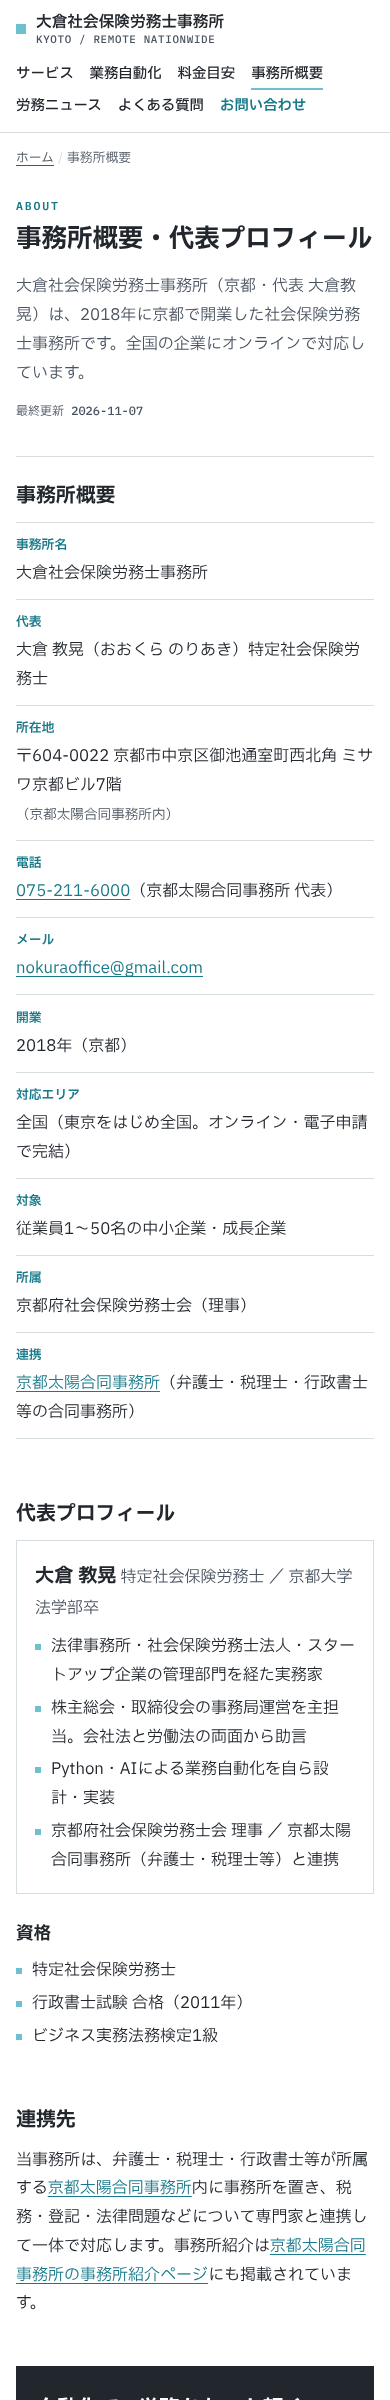 大倉社会保険労務士事務所
KYOTO / REMOTE NATIONWIDE
サービス 業務自動化 料金目安 事務所概要
労務ニュース よくある質問 お問い合わせ
ホーム / 事務所概要
ABOUT
事務所概要・代表プロフィール
大倉社会保険労務士事務所（京都・代表 大倉教
晃）は、2018年に京都で開業した社会保険労務
士事務所です。全国の企業にオンラインで対応し
ています。
最終更新 2026-11-07
事務所概要
事務所名
大倉社会保険労務士事務所
代表
大倉 教晃（おおくら のりあき）特定社会保険労
務士
所在地
〒604-0022 京都市中京区御池通室町西北角 ミサ
ワ京都ビル7階
（京都太陽合同事務所内）
電話
075-211-6000（京都太陽合同事務所 代表）
メール
nokuraoffice@gmail.com
開業
2018年（京都）
対応エリア
全国（東京をはじめ全国。オンライン・電子申請
で完結）
対象
従業員1〜50名の中小企業・成長企業
所属
京都府社会保険労務士会（理事）
連携
京都太陽合同事務所（弁護士・税理士・行政書士
等の合同事務所）
代表プロフィール
大倉 教晃 特定社会保険労務士 ／ 京都大学
法学部卒
法律事務所・社会保険労務士法人・スター
トアップ企業の管理部門を経た実務家
株主総会・取締役会の事務局運営を主担
当。会社法と労働法の両面から助言
Python・AIによる業務自動化を自ら設
計・実装
京都府社会保険労務士会 理事 ／ 京都太陽
合同事務所（弁護士・税理士等）と連携
資格
特定社会保険労務士
行政書士試験 合格（2011年）
ビジネス実務法務検定1級
連携先
当事務所は、弁護士・税理士・行政書士等が所属
する京都太陽合同事務所内に事務所を置き、税
務・登記・法律問題などについて専門家と連携し
て一体で対応します。事務所紹介は京都太陽合同
事務所の事務所紹介ページにも掲載されていま
す。